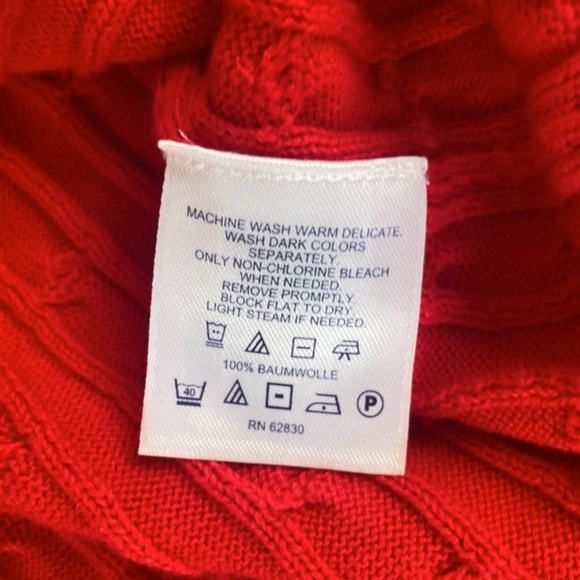 MACHINE WASH WARM DELICATE.
WASH DARK COLORS
SEPARATELY.
ONLY NON-CHLORINE BLEACH
WHEN NEEDED.
REMOVE PROMPTLY.
BLOCK FLAT TO DRY.
LIGHT STEAM IF NEEDED.
100% BAUMWOLLE
40 P
RN 62830